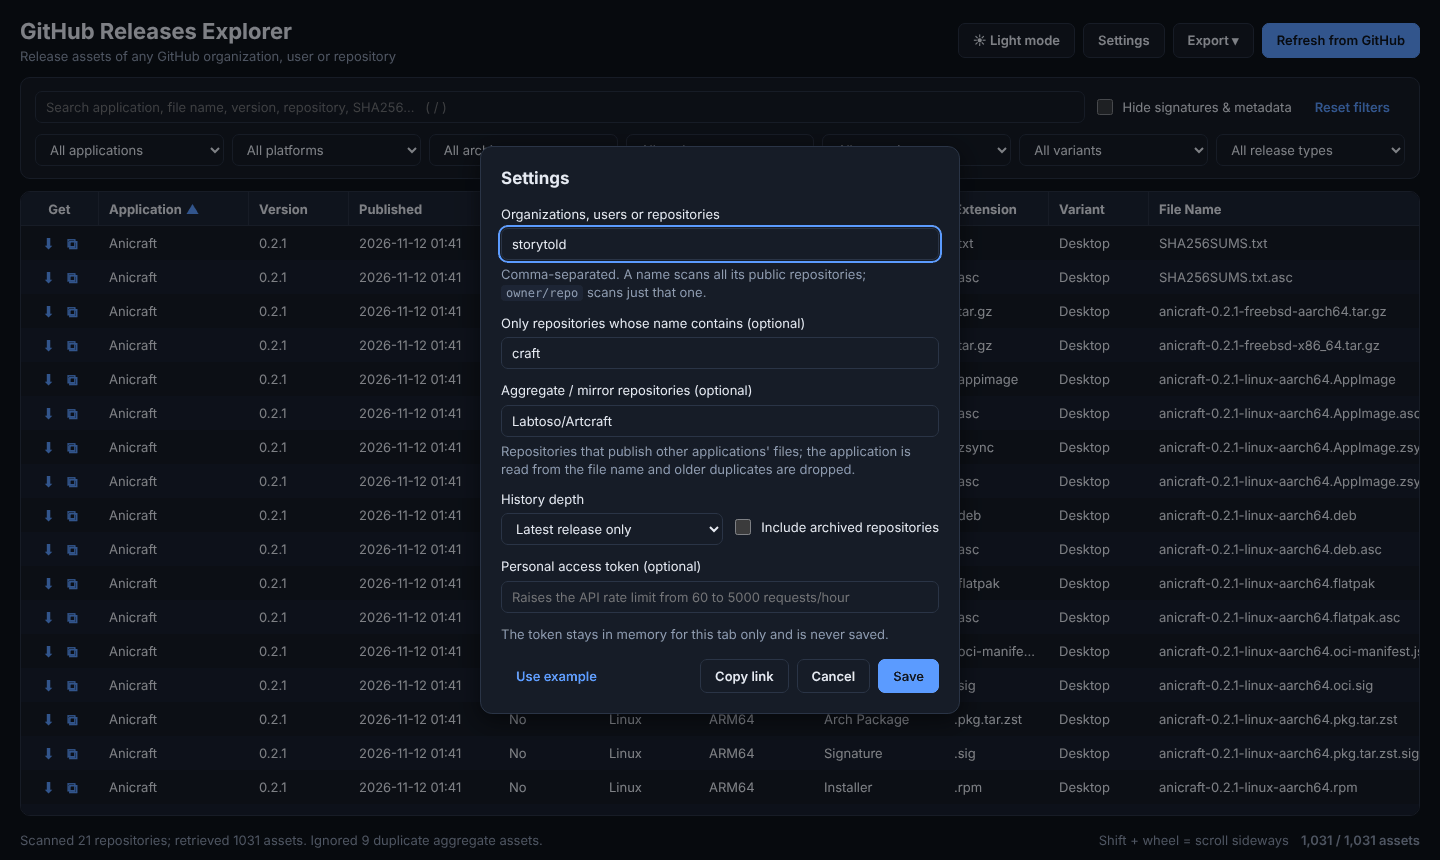 GitHub Releases Explorer
Release assets of any GitHub organization, user or repository
☀ Light mode
Settings
Export ▾
Refresh from GitHub
Search application, file name, version, repository, SHA256... ( / )
Hide signatures & metadata
Reset filters
All applications
All platforms
All
All variants
All release types
Get Application ▲ Version Published Extension Variant File Name
Anicraft 0.2.1 2026-11-12 01:41 .txt Desktop SHA256SUMS.txt
Anicraft 0.2.1 2026-11-12 01:41 asc Desktop SHA256SUMS.txt.asc
Anicraft 0.2.1 2026-11-12 01:41 tar.gz Desktop anicraft-0.2.1-freebsd-aarch64.tar.gz
Anicraft 0.2.1 2026-11-12 01:41 tar.gz Desktop anicraft-0.2.1-freebsd-x86_64.tar.gz
Anicraft 0.2.1 2026-11-12 01:41 appimage Desktop anicraft-0.2.1-linux-aarch64.AppImage
Anicraft 0.2.1 2026-11-12 01:41 asc Desktop anicraft-0.2.1-linux-aarch64.AppImage.asc
Anicraft 0.2.1 2026-11-12 01:41 zsync Desktop anicraft-0.2.1-linux-aarch64.AppImage.zsyn
Anicraft 0.2.1 2026-11-12 01:41 asc Desktop anicraft-0.2.1-linux-aarch64.AppImage.zsy
Anicraft 0.2.1 2026-11-12 01:41 deb Desktop anicraft-0.2.1-linux-aarch64.deb
Anicraft 0.2.1 2026-11-12 01:41 asc Desktop anicraft-0.2.1-linux-aarch64.deb.asc
Anicraft 0.2.1 2026-11-12 01:41 flatpak Desktop anicraft-0.2.1-linux-aarch64.flatpak
Anicraft 0.2.1 2026-11-12 01:41 asc Desktop anicraft-0.2.1-linux-aarch64.flatpak.asc
Anicraft 0.2.1 2026-11-12 01:41 oci-manife... Desktop anicraft-0.2.1-linux-aarch64.oci-manifest.js
Anicraft 0.2.1 2026-11-12 01:41 sig Desktop anicraft-0.2.1-linux-aarch64.oci.sig
Anicraft 0.2.1 2026-11-12 01:41 No Linux ARM64 Arch Package .pkg.tar.zst Desktop anicraft-0.2.1-linux-aarch64.pkg.tar.zst
Anicraft 0.2.1 2026-11-12 01:41 No Linux ARM64 Signature .sig Desktop anicraft-0.2.1-linux-aarch64.pkg.tar.zst.sig
Anicraft 0.2.1 2026-11-12 01:41 No Linux ARM64 Installer .rpm Desktop anicraft-0.2.1-linux-aarch64.rpm
Settings
Organizations, users or repositories
storytold
Comma-separated. A name scans all its public repositories;
owner/repo scans just that one.
Only repositories whose name contains (optional)
craft
Aggregate / mirror repositories (optional)
Labtoso/Artcraft
Repositories that publish other applications' files; the application is
read from the file name and older duplicates are dropped.
History depth
Latest release only
Include archived repositories
Personal access token (optional)
Raises the API rate limit from 60 to 5000 requests/hour
The token stays in memory for this tab only and is never saved.
Use example
Copy link
Cancel
Save
Scanned 21 repositories; retrieved 1031 assets. Ignored 9 duplicate aggregate assets.
Shift + wheel = scroll sideways 1,031 / 1,031 assets